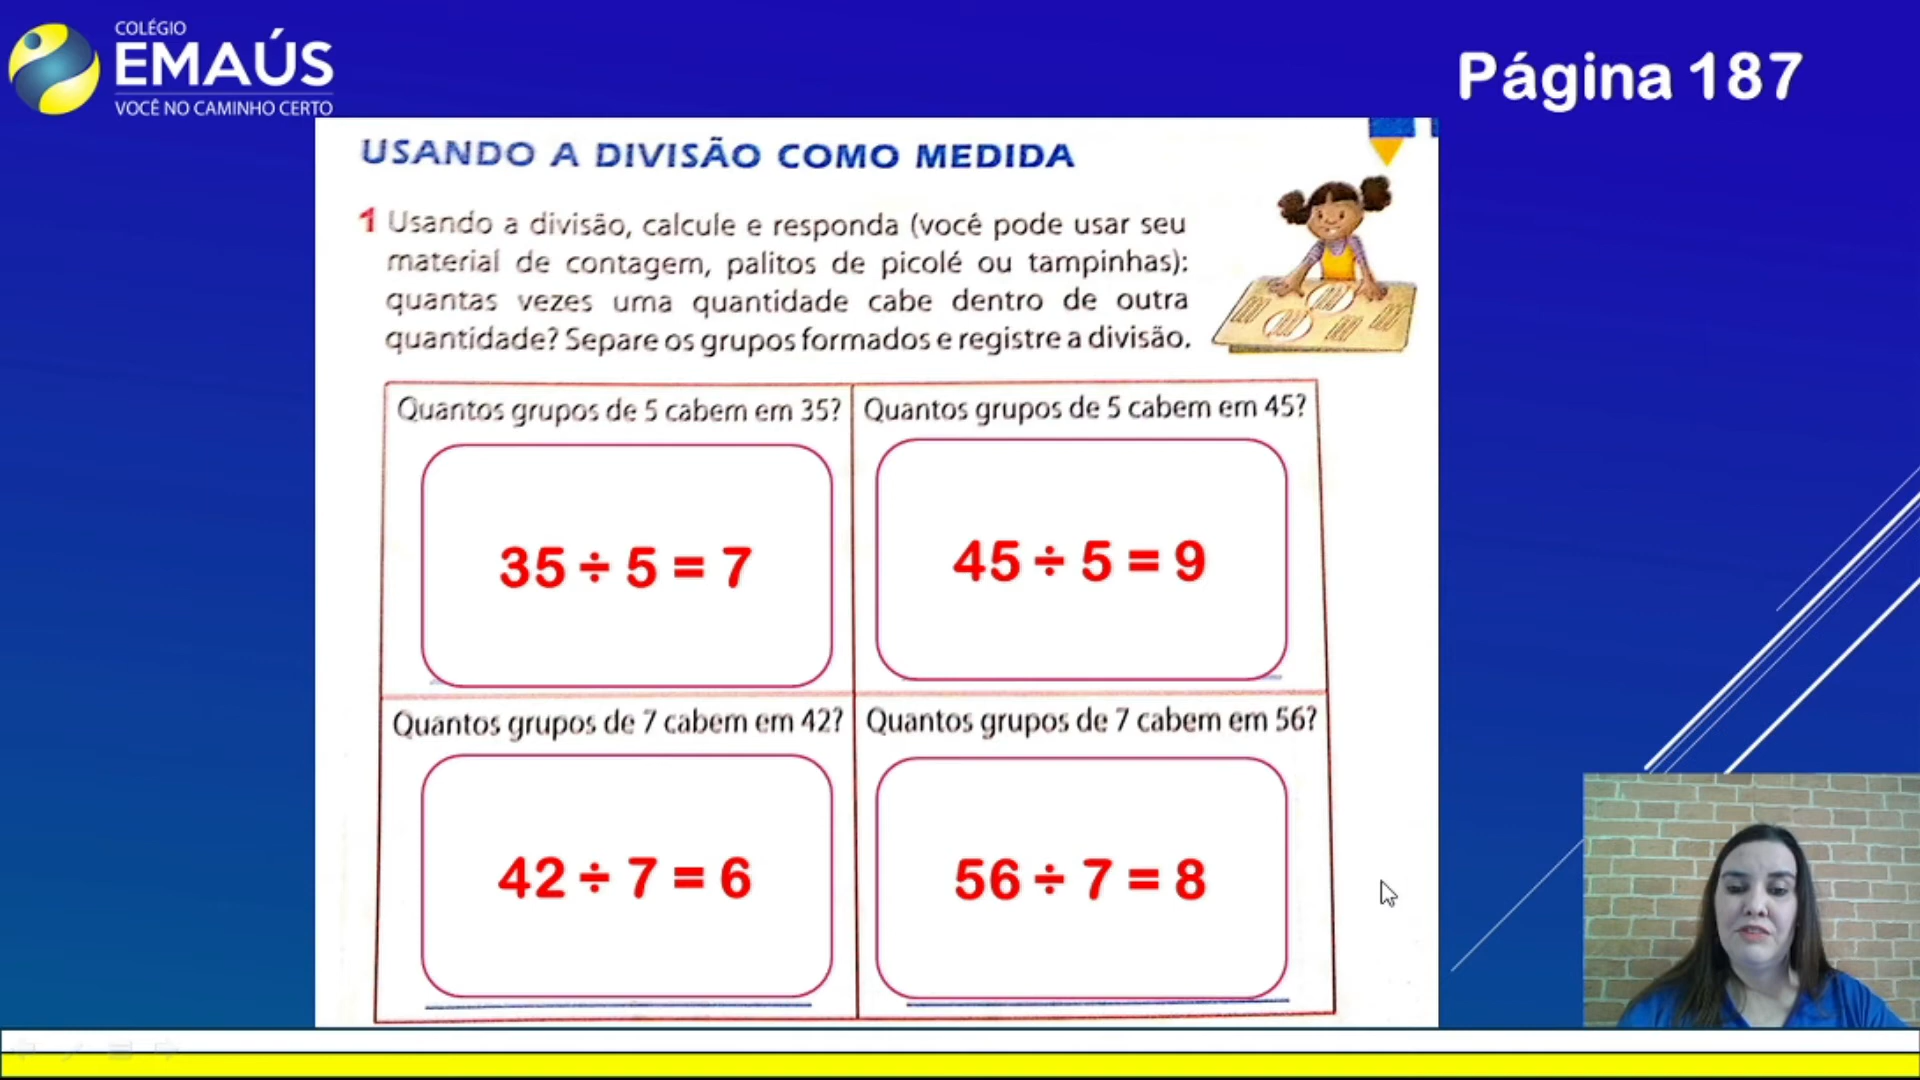 COLÉGIO
EMAÚS
VOCÊ NO CAMINHO CERTO
Página 187
USANDO A DIVISÃO COMO MEDIDA
1 Usando a divisão, calcule e responda (você pode usar seu
material de contagem, palitos de picolé ou tampinhas):
quantas vezes uma quantidade cabe dentro de outra
quantidade? Separe os grupos formados e registre a divisão.
Quantos grupos de 5 cabem em 35?
35 ÷ 5 = 7
Quantos grupos de 5 cabem em 45?
45 ÷ 5 = 9
Quantos grupos de 7 cabem em 42?
42 ÷ 7 = 6
Quantos grupos de 7 cabem em 56?
56 ÷ 7 = 8